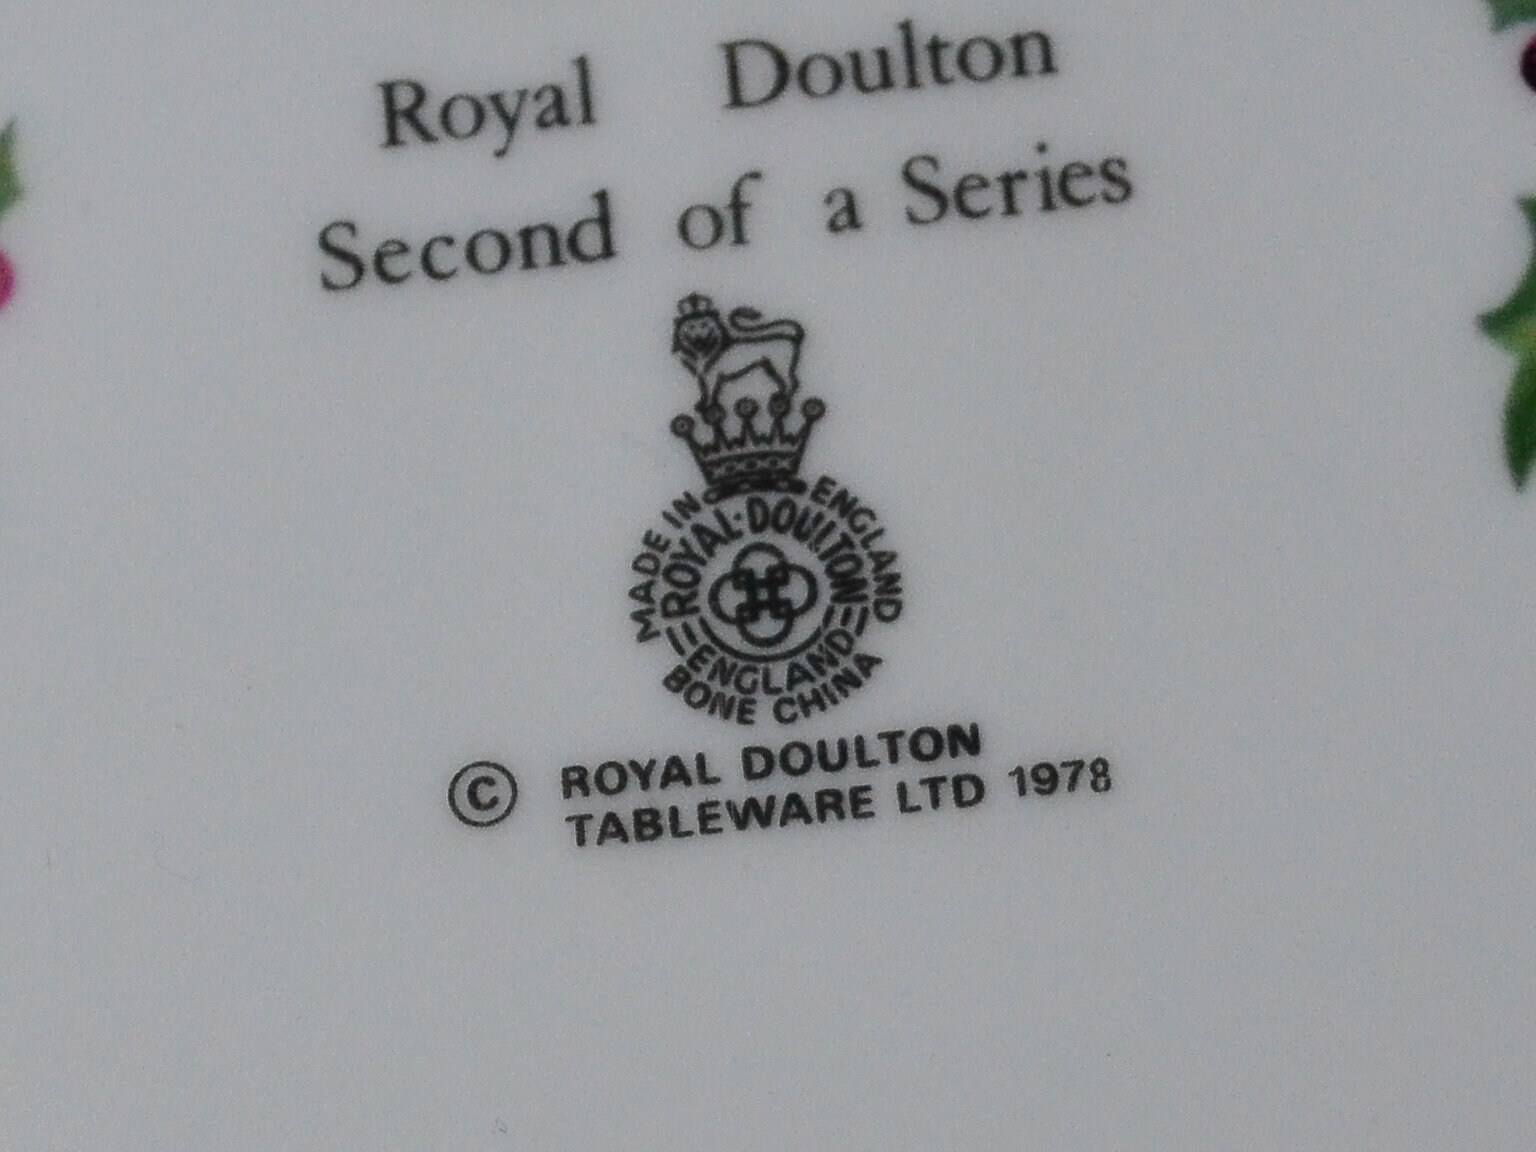 Royal Doulton
Second of a Series
MADE IN ENGLAND
ROYAL·DOULTON
ENGLAND
BONE CHINA
© ROYAL DOULTON
TABLEWARE LTD 1978